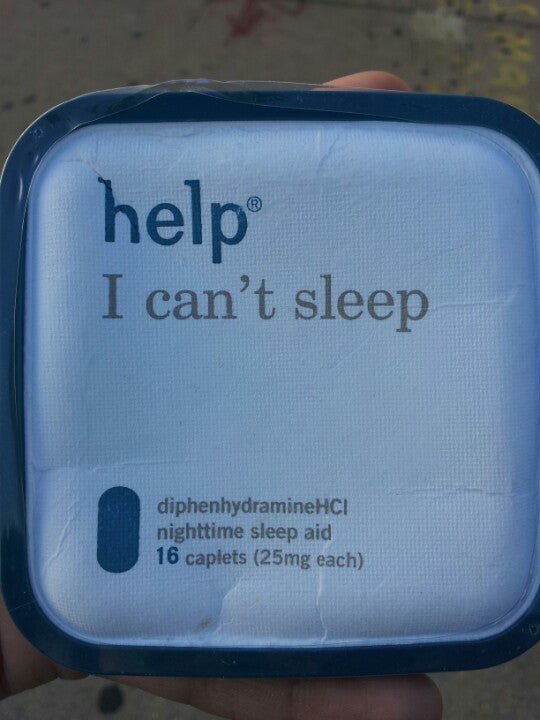 help®
I can't sleep
diphenhydramineHCl
nighttime sleep aid
16 caplets (25mg each)